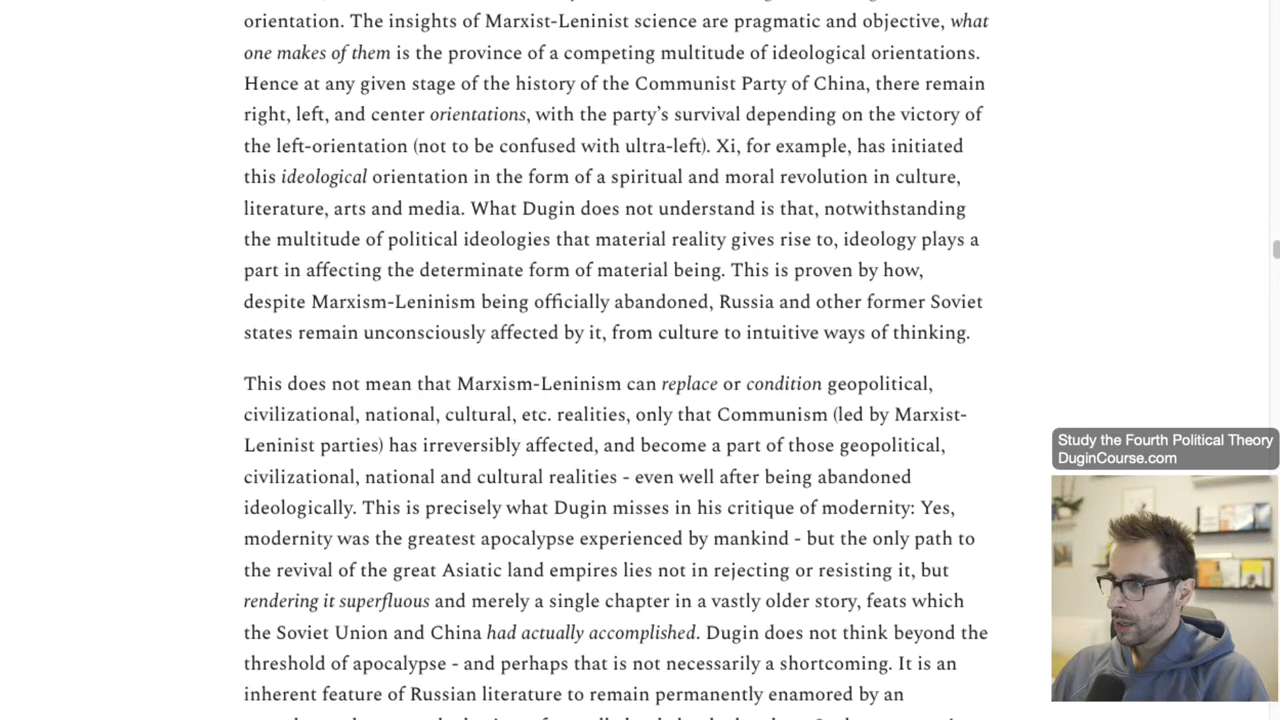 orientation. The insights of Marxist-Leninist science are pragmatic and objective, what
one makes of them is the province of a competing multitude of ideological orientations.
Hence at any given stage of the history of the Communist Party of China, there remain
right, left, and center orientations, with the party's survival depending on the victory of
the left-orientation (not to be confused with ultra-left). Xi, for example, has initiated
this ideological orientation in the form of a spiritual and moral revolution in culture,
literature, arts and media. What Dugin does not understand is that, notwithstanding
the multitude of political ideologies that material reality gives rise to, ideology plays a
part in affecting the determinate form of material being. This is proven by how,
despite Marxism-Leninism being officially abandoned, Russia and other former Soviet
states remain unconsciously affected by it, from culture to intuitive ways of thinking.
This does not mean that Marxism-Leninism can replace or condition geopolitical,
civilizational, national, cultural, etc. realities, only that Communism (led by Marxist-
Leninist parties) has irreversibly affected, and become a part of those geopolitical,
civilizational, national and cultural realities - even well after being abandoned
ideologically. This is precisely what Dugin misses in his critique of modernity: Yes,
modernity was the greatest apocalypse experienced by mankind - but the only path to
the revival of the great Asiatic land empires lies not in rejecting or resisting it, but
rendering it superfluous and merely a single chapter in a vastly older story, feats which
the Soviet Union and China had actually accomplished. Dugin does not think beyond the
threshold of apocalypse - and perhaps that is not necessarily a shortcoming. It is an
inherent feature of Russian literature to remain permanently enamored by an
Study the Fourth Political Theory
DuginCourse.com